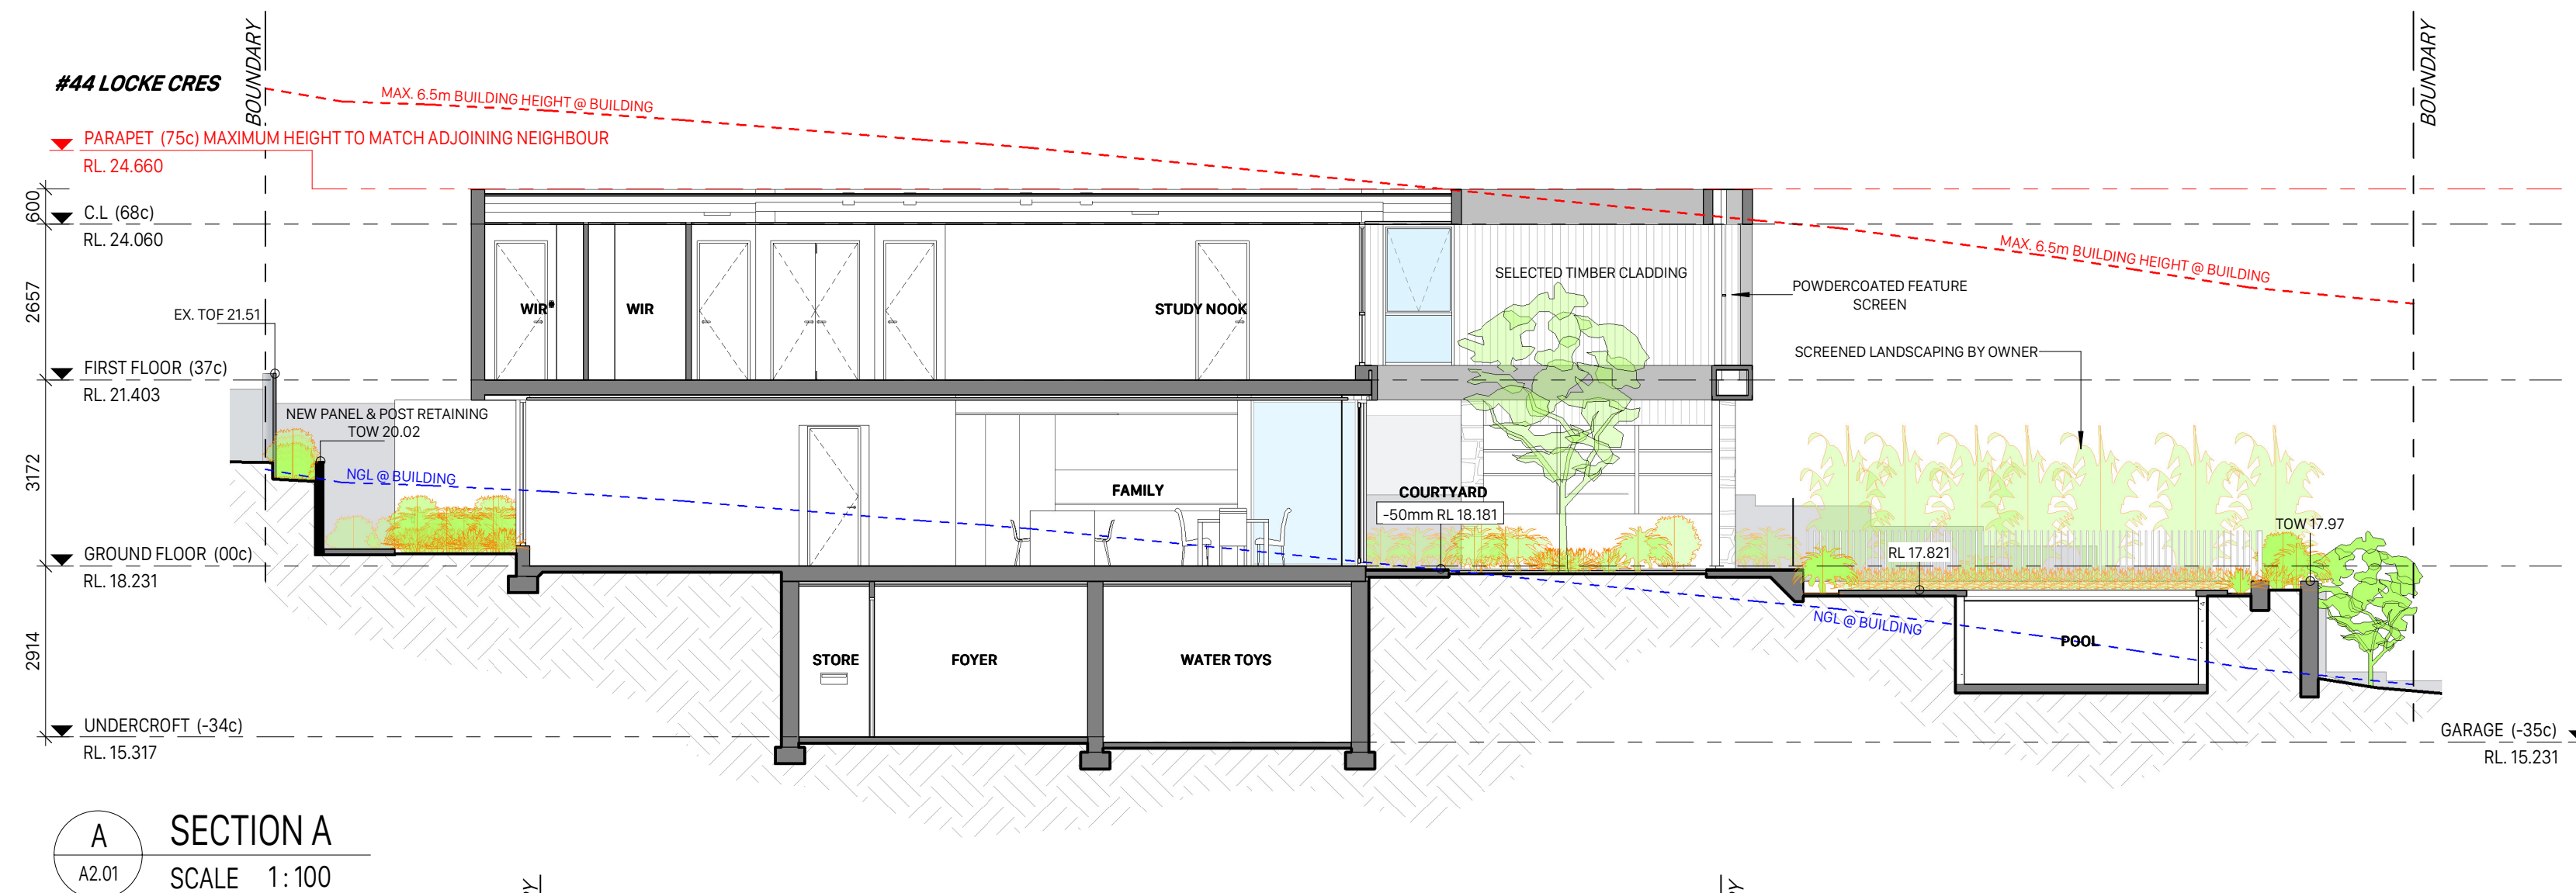 BOUNDARY
BOUNDARY
#44 LOCKE CRES
MAX. 6.5m BUILDING HEIGHT @ BUILDING
PARAPET (75c) MAXIMUM HEIGHT TO MATCH ADJOINING NEIGHBOUR
RL. 24.660
600
C.L (68c)
RL. 24.060
MAX. 6.5m BUILDING HEIGHT @ BUILDING
SELECTED TIMBER CLADDING
POWDERCOATED FEATURE
SCREEN
2657
EX. TOF 21.51
WIR
WIR
STUDY NOOK
SCREENED LANDSCAPING BY OWNER
FIRST FLOOR (37c)
RL. 21.403
NEW PANEL & POST RETAINING
TOW 20.02
3172
NGL @ BUILDING
FAMILY
COURTYARD
-50mm RL 18.181
TOW 17.97
GROUND FLOOR (00c)
RL. 18.231
RL 17.821
NGL @ BUILDING
POOL
2914
STORE
FOYER
WATER TOYS
UNDERCROFT (-34c)
RL. 15.317
GARAGE (-35c)
RL. 15.231
A
A2.01
SECTION A
SCALE 1:100